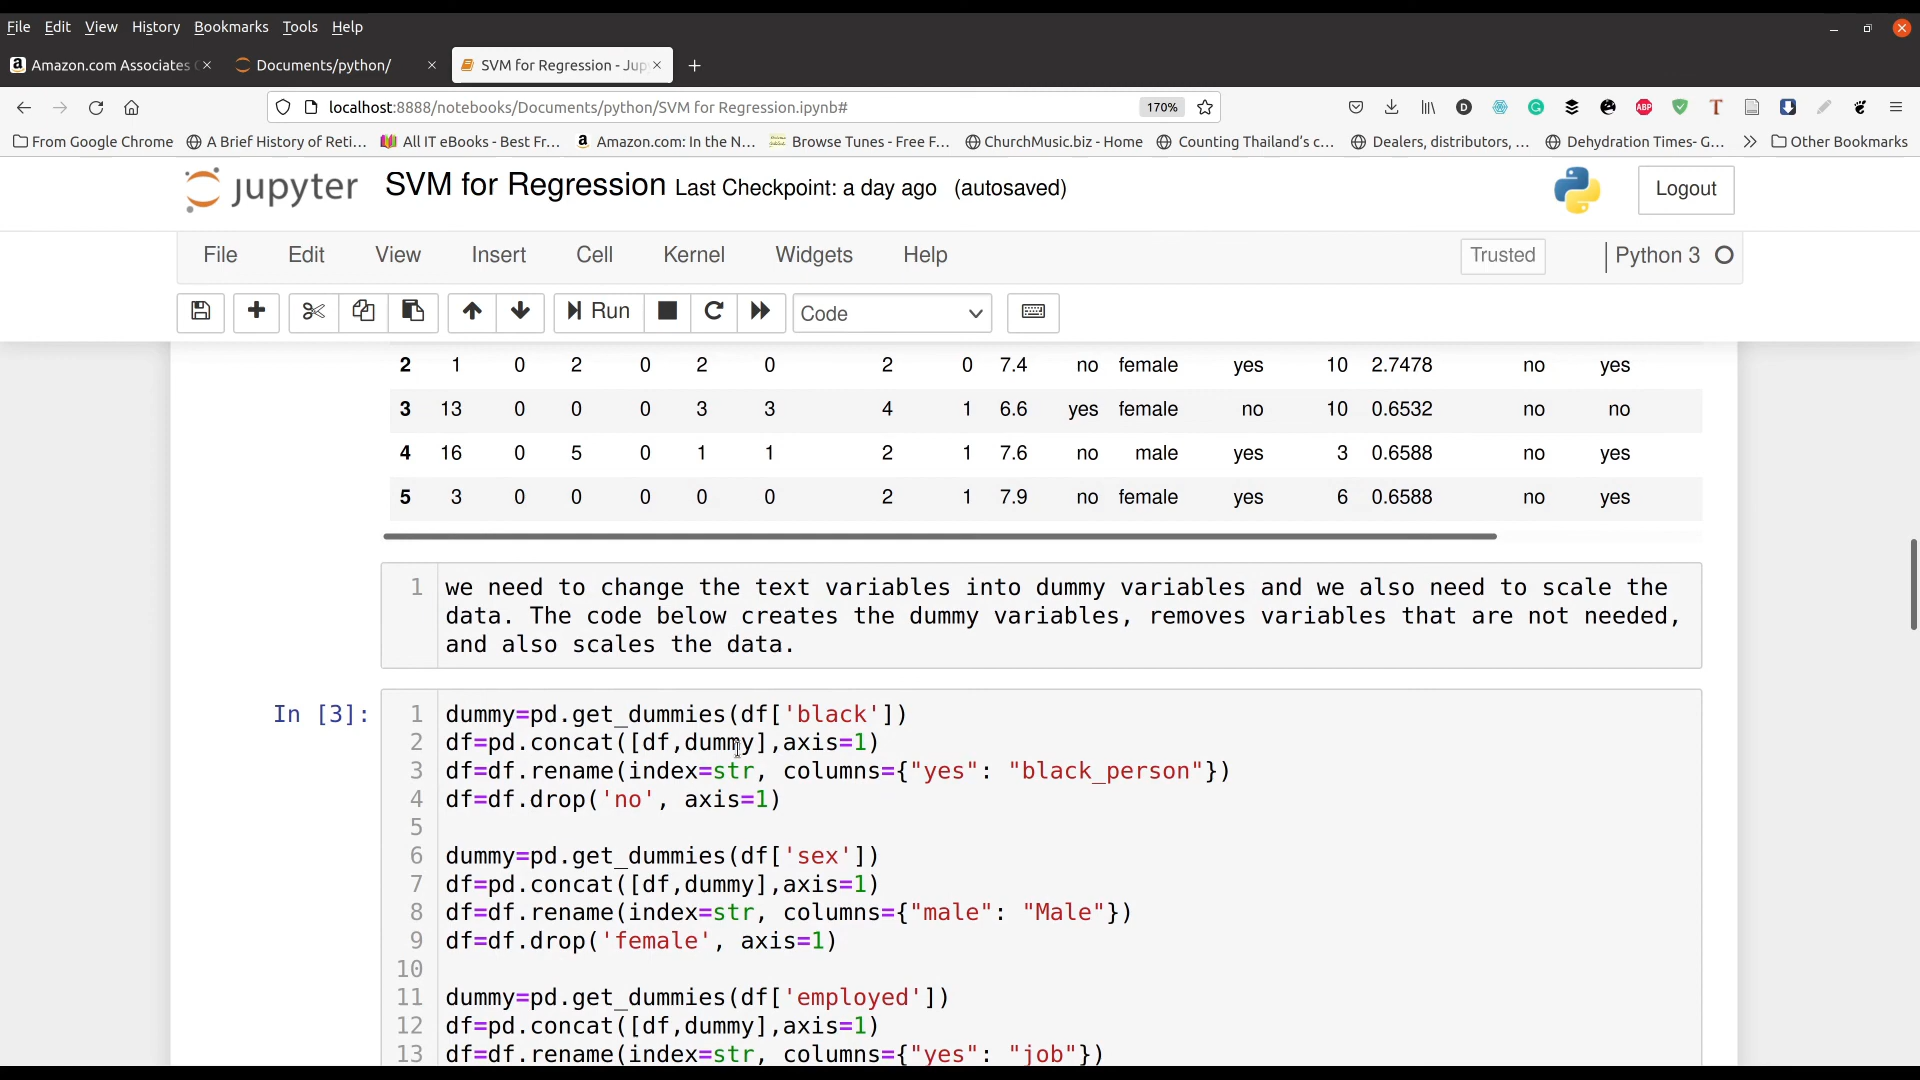 File Edit View History Bookmarks Tools Help
Amazon.com Associates Documents/python/ SVM for Regression - Jup
localhost:8888/notebooks/Documents/python/SVM for Regression.ipynb# 170%
From Google Chrome A Brief History of Reti... All IT eBooks - Best Fr... Amazon.com: In the N... Browse Tunes - Free F... ChurchMusic.biz - Home Counting Thailand's c... Dealers, distributors, ... Dehydration Times- G... Other Bookmarks
jupyter SVM for Regression Last Checkpoint: a day ago (autosaved) Logout
File Edit View Insert Cell Kernel Widgets Help Trusted Python 3
Run Code
2 1 0 2 0 2 0 2 0 7.4 no female yes 10 2.7478 no yes
3 13 0 0 0 3 3 4 1 6.6 yes female no 10 0.6532 no no
4 16 0 5 0 1 1 2 1 7.6 no male yes 3 0.6588 no yes
5 3 0 0 0 0 0 2 1 7.9 no female yes 6 0.6588 no yes
1 we need to change the text variables into dummy variables and we also need to scale the
data. The code below creates the dummy variables, removes variables that are not needed,
and also scales the data.
In [3]: 1 dummy=pd.get_dummies(df['black'])
2 df=pd.concat([df,dummy],axis=1)
3 df=df.rename(index=str, columns={"yes": "black_person"})
4 df=df.drop('no', axis=1)
5
6 dummy=pd.get_dummies(df['sex'])
7 df=pd.concat([df,dummy],axis=1)
8 df=df.rename(index=str, columns={"male": "Male"})
9 df=df.drop('female', axis=1)
10
11 dummy=pd.get_dummies(df['employed'])
12 df=pd.concat([df,dummy],axis=1)
13 df=df.rename(index=str, columns={"yes": "job"})